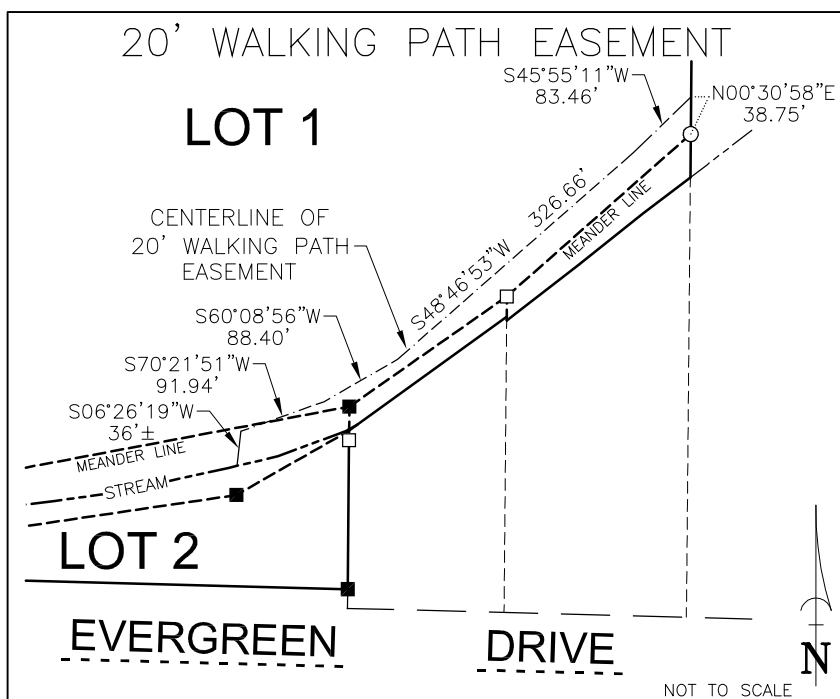 20' WALKING PATH EASEMENT
S45°55'11"W
83.46'
N00°30'58"E
38.75'
LOT 1
326.66'
MEANDER LINE
CENTERLINE OF
20' WALKING PATH
EASEMENT
S48°46'53"W
S60°08'56"W
88.40'
S70°21'51"W
91.94'
S06°26'19"W
36'±
MEANDER LINE
STREAM
LOT 2
EVERGREEN DRIVE
N
NOT TO SCALE